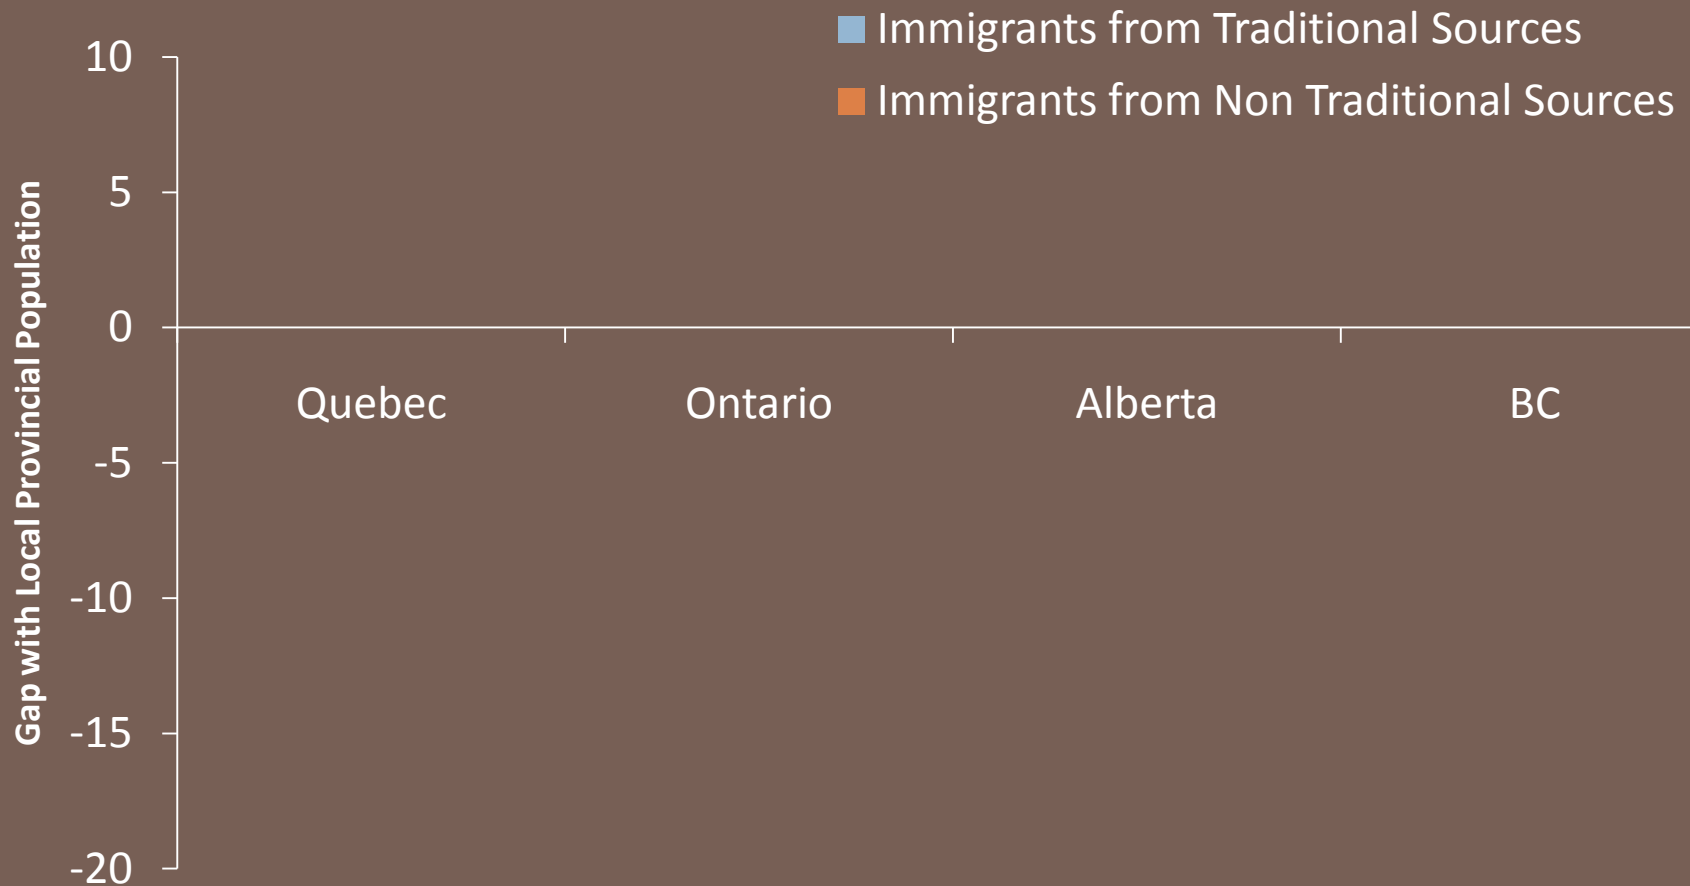 Immigrants from Traditional Sources
Immigrants from Non Traditional Sources
Gap with Local Provincial Population
10
5
0
-5
-10
-15
-20
Quebec
Ontario
Alberta
BC